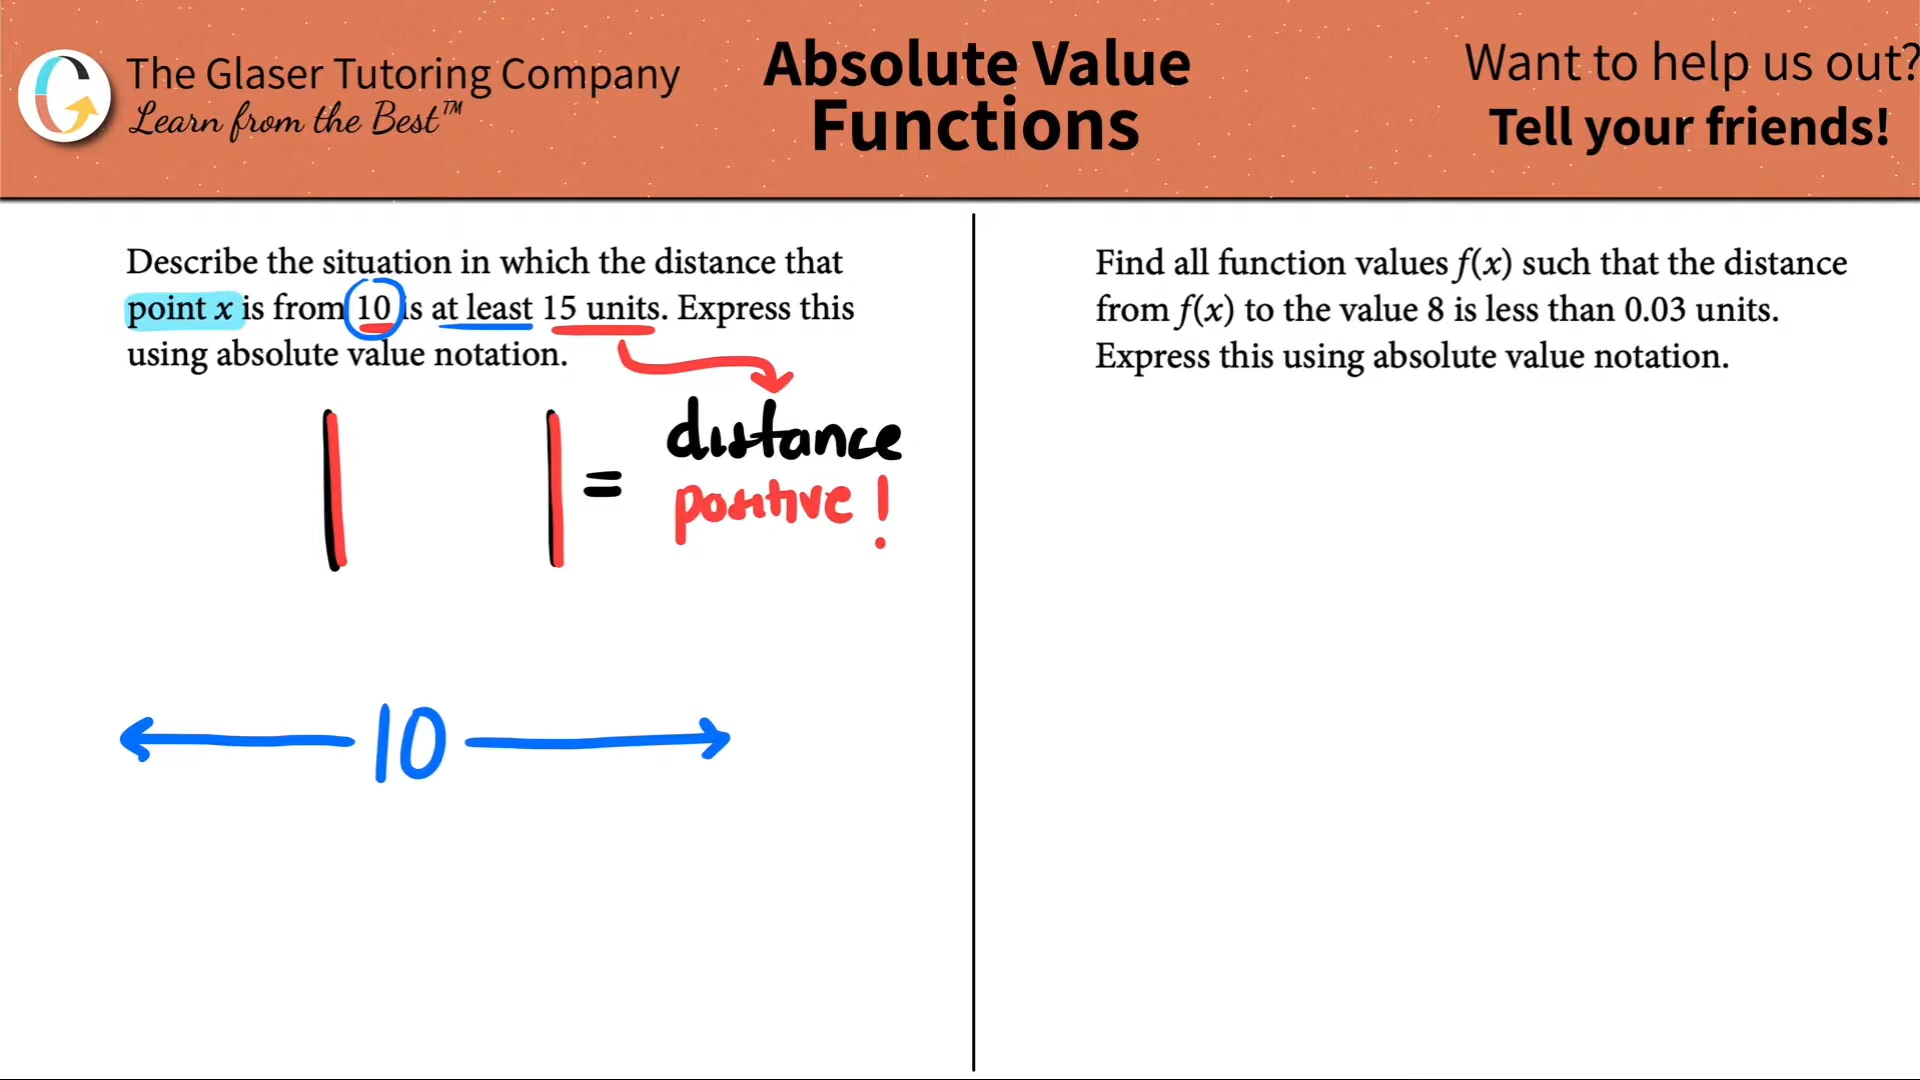 The Glaser Tutoring Company
Learn from the Best™
Absolute Value
Functions
Want to help us out?
Tell your friends!
Describe the situation in which the distance that
point x is from 10 is at least 15 units. Express this
using absolute value notation.
| | = distance
positive!
10
Find all function values f(x) such that the distance
from f(x) to the value 8 is less than 0.03 units.
Express this using absolute value notation.